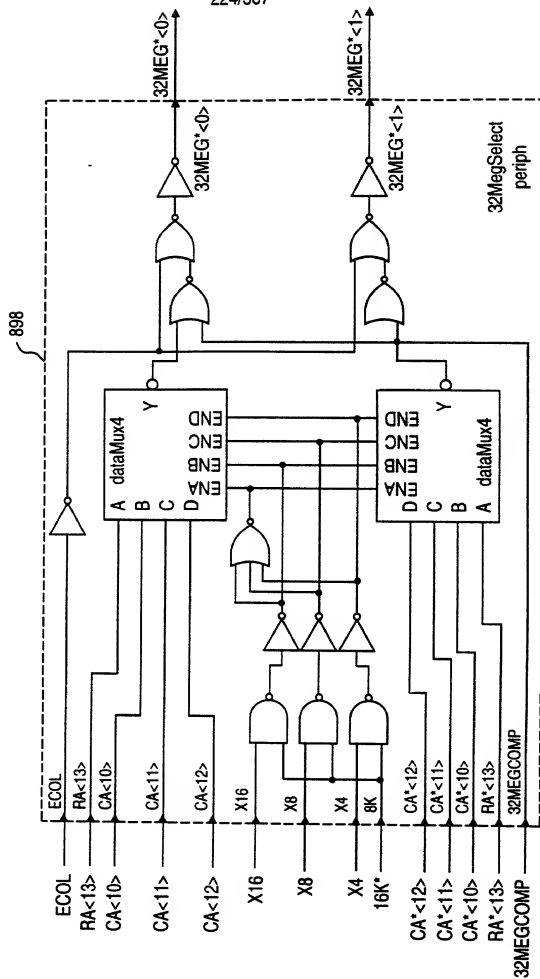 224/367
898
ECOL
RA<13>
CA<10>
CA<11>
CA<12>
X16
X8
X4
16K*
CA*<12>
CA*<11>
CA*<10>
RA*<13>
32MEGCOMP
ECOL
RA<13>
CA<10>
CA<11>
CA<12>
X16
X8
X4
8K
CA*<12>
CA*<11>
CA*<10>
RA*<13>
32MEGCOMP
A
B
C
D
dataMux4
Y
ENA
ENB
ENC
END
D
C
B
A
dataMux4
Y
ENA
ENB
ENC
END
32MEG*<0>
32MEG*<0>
32MEG*<1>
32MEG*<1>
32MegSelect
periph